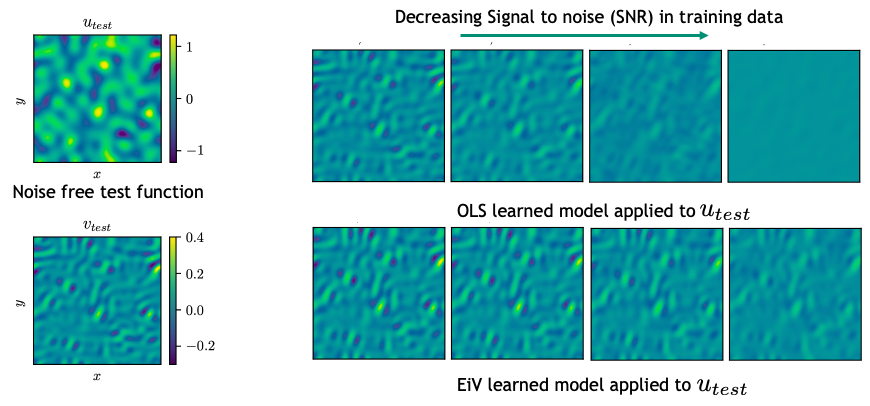 u_test
1
0
−1
y
x
Noise free test function
v_test
0.4
0.2
0.0
−0.2
y
x
Decreasing Signal to noise (SNR) in training data
OLS learned model applied to u_test
EiV learned model applied to u_test